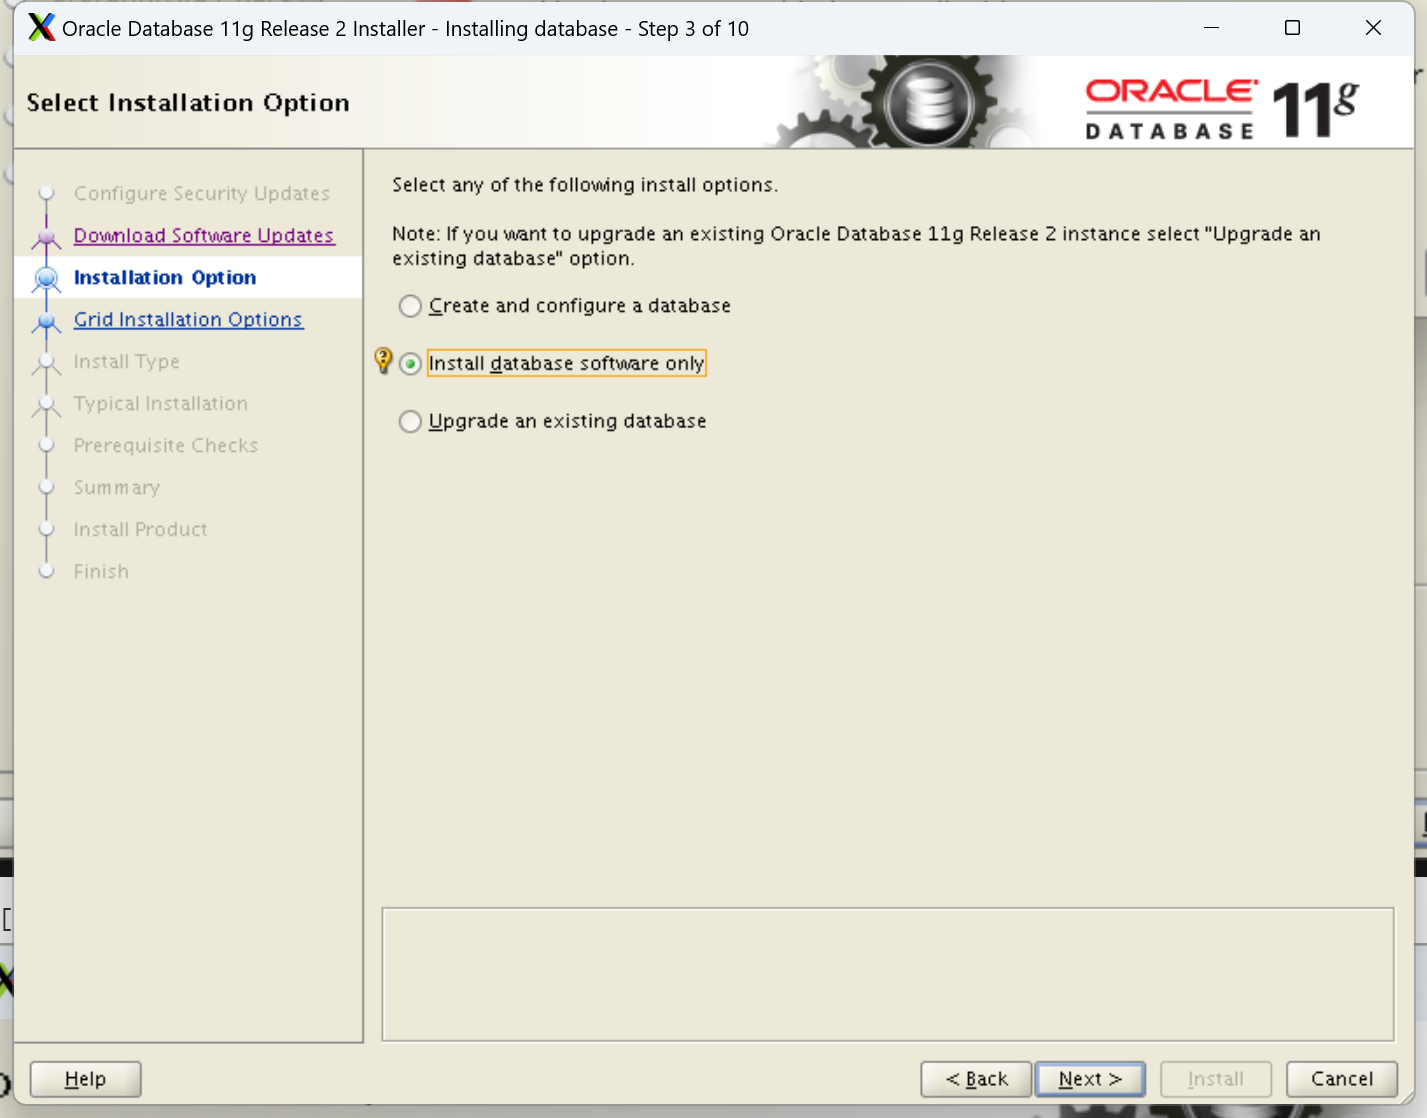 Oracle Database 11g Release 2 Installer - Installing database - Step 3 of 10
Select Installation Option
ORACLE
DATABASE
11g
Configure Security Updates
Download Software Updates
Installation Option
Grid Installation Options
Install Type
Typical Installation
Prerequisite Checks
Summary
Install Product
Finish
Select any of the following install options.
Note: If you want to upgrade an existing Oracle Database 11g Release 2 instance select "Upgrade an
existing database" option.
Create and configure a database
Install database software only
Upgrade an existing database
Help
< Back
Next >
Install
Cancel